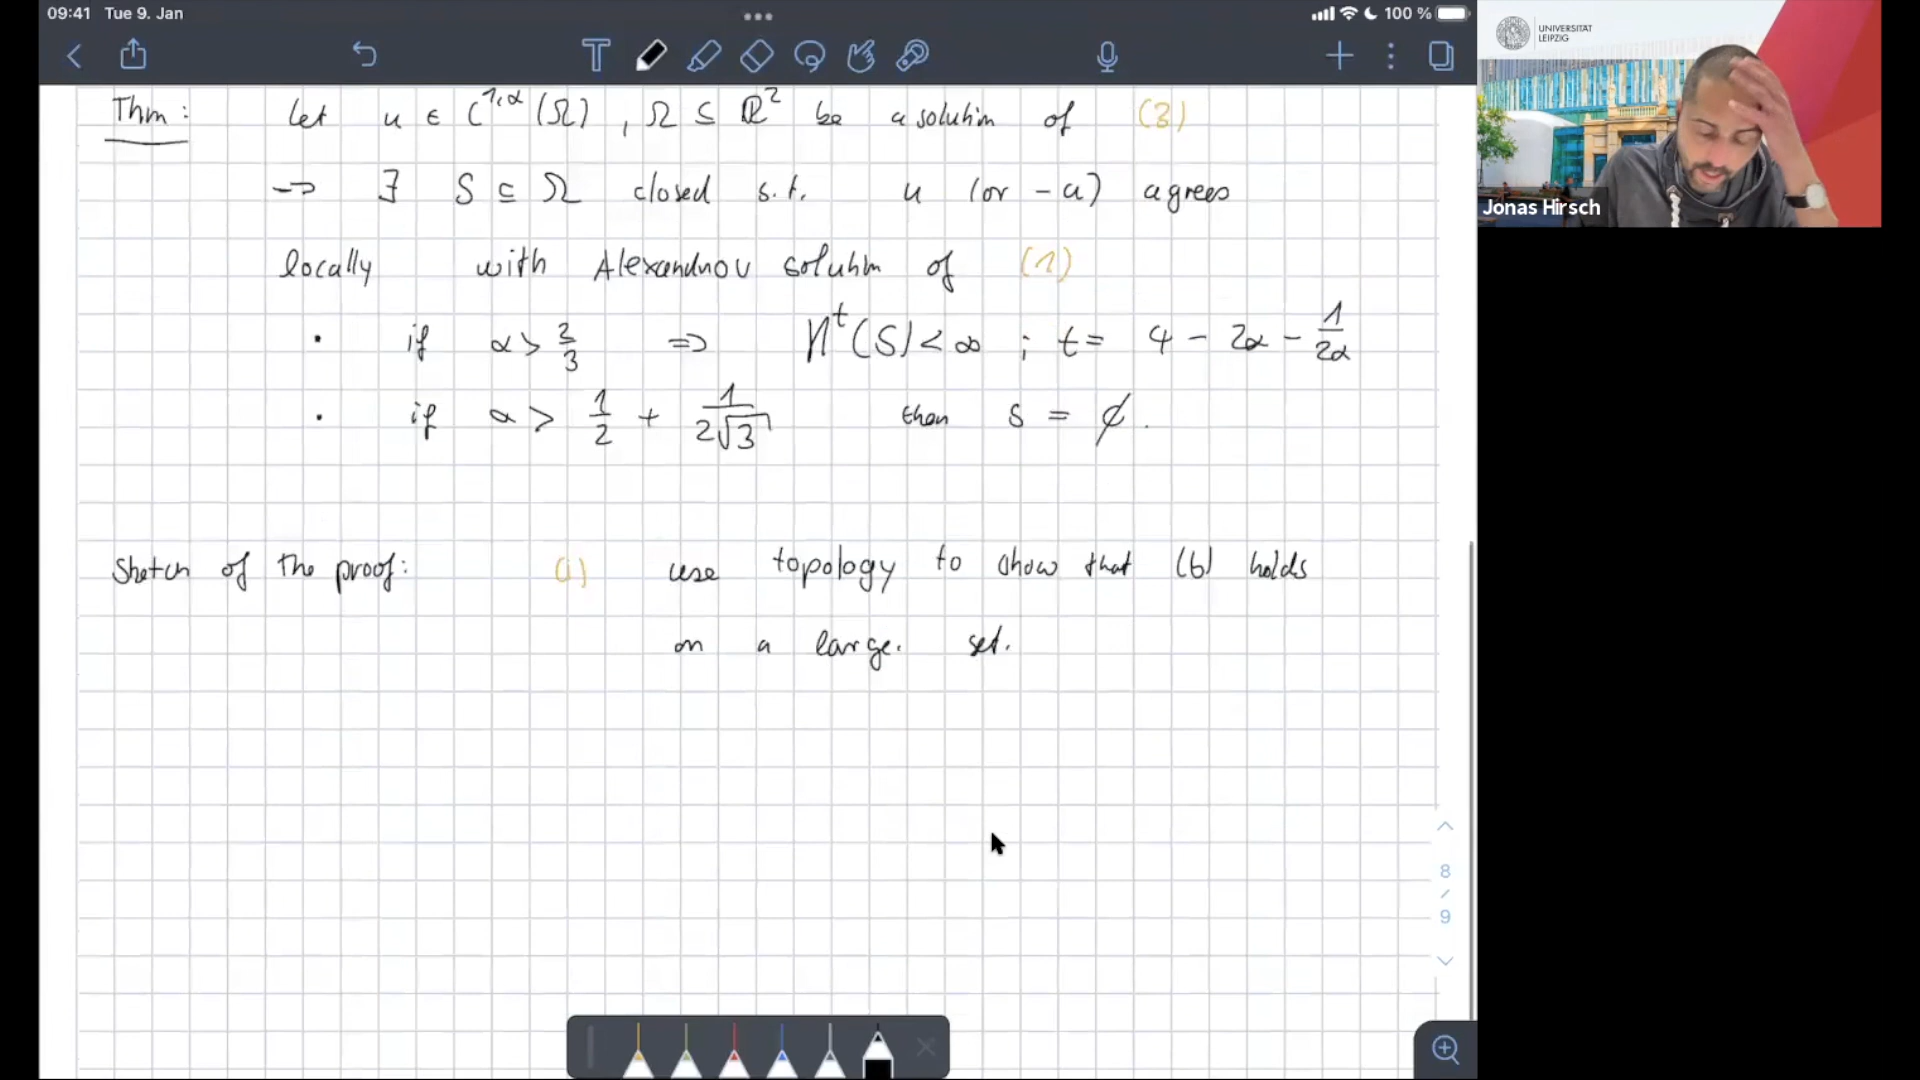 09:41 Tue 9. Jan
100 %
UNIVERSITÄT
LEIPZIG
Jonas Hirsch
Thm: Let u ∈ C^{1,α}(Ω), Ω ⊆ ℝ² be a solution of (3)
→ ∃ S ⊆ Ω closed s.t. u (or -u) agrees
locally with Alexandrov solution of (1)
• if α > 2/3 ⇒ H^t(S) < ∞ ; t = 4 - 2α - 1/2α
• if α > 1/2 + 1/2√3 then S = ∅.
Sketch of the proof: (i) use topology to show that (6) holds
on a large. set.
8
/
9